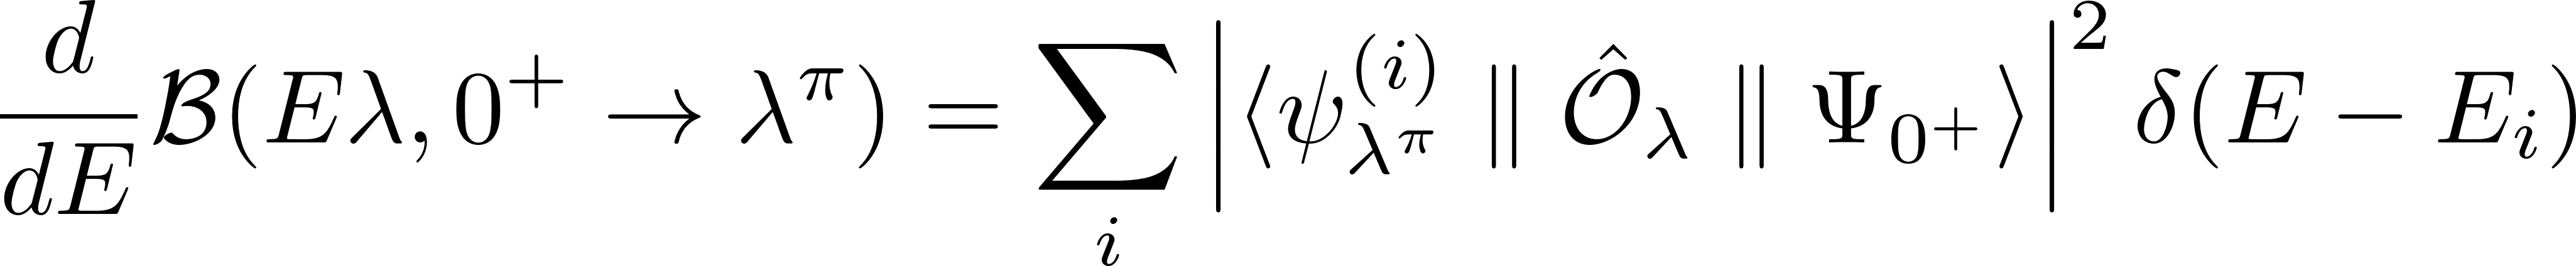 \frac{d}{dE}\mathcal{B}(E\lambda, 0^+ \rightarrow \lambda^\pi) = \sum_i \left| \langle \psi_{\lambda^\pi}^{(i)} \parallel \hat{\mathcal{O}}_\lambda \parallel \Psi_{0^+} \rangle \right|^2 \delta(E - E_i)